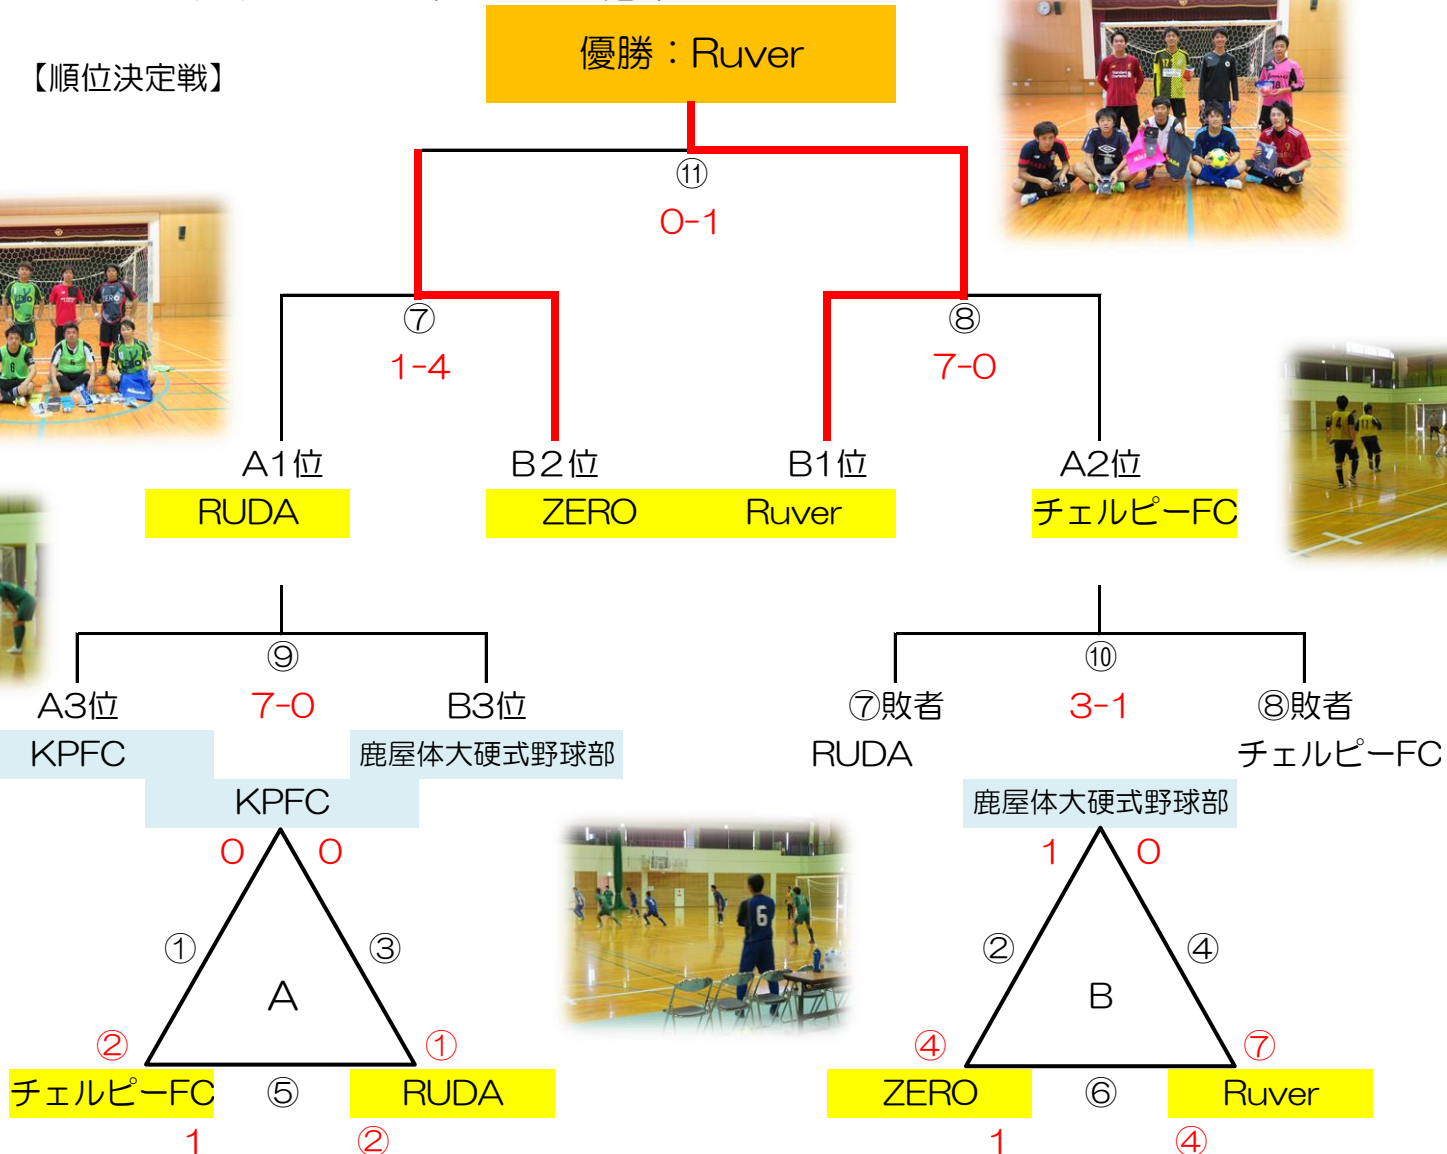 優勝：Ruver
【順位決定戦】
⑪
0-1
⑦
⑧
1-4
7-0
A1位
B2位
B1位
A2位
RUDA
ZERO
Ruver
チェルピーFC
⑨
⑩
A3位
7-0
B3位
⑦敗者
3-1
⑧敗者
KPFC
鹿屋体大硬式野球部
RUDA
チェルピーFC
KPFC
鹿屋体大硬式野球部
0
0
1
0
①
③
②
④
A
B
②
①
④
⑦
チェルピーFC
⑤
RUDA
ZERO
⑥
Ruver
1
②
1
④
6